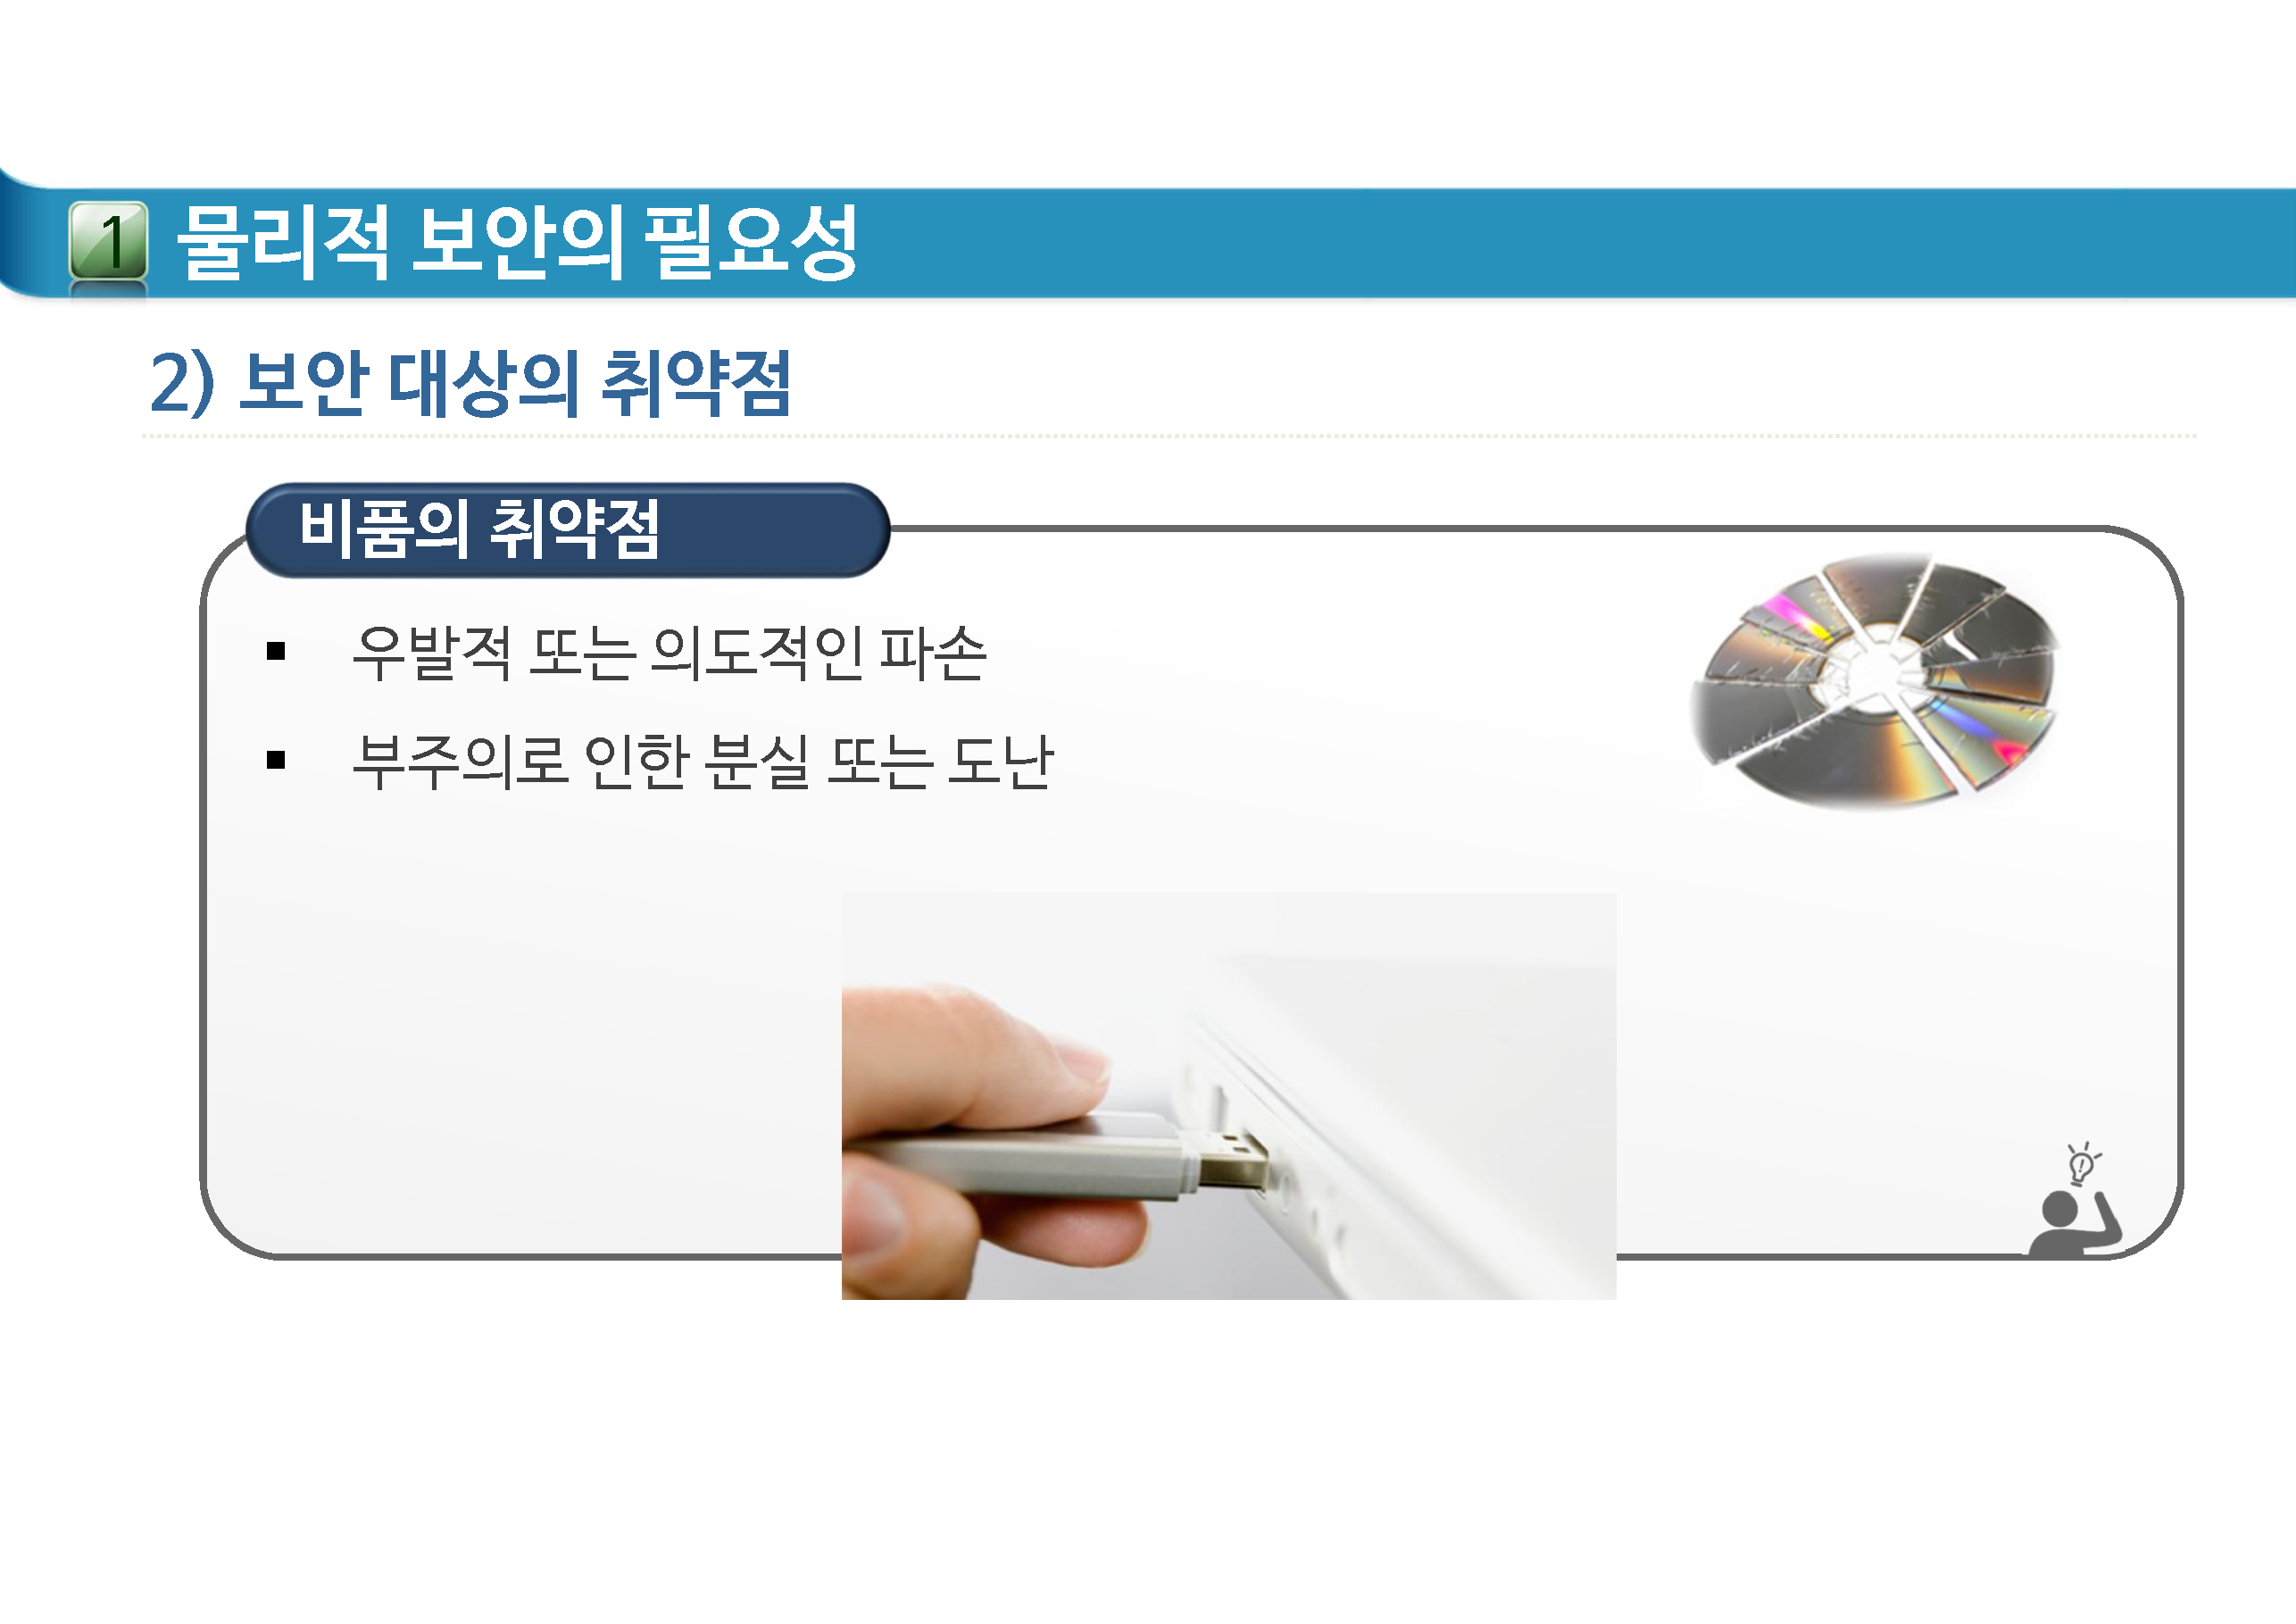 1 물리적 보안의 필요성
2) 보안 대상의 취약점
비품의 취약점
▪ 우발적 또는 의도적인 파손
▪ 부주의로 인한 분실 또는 도난